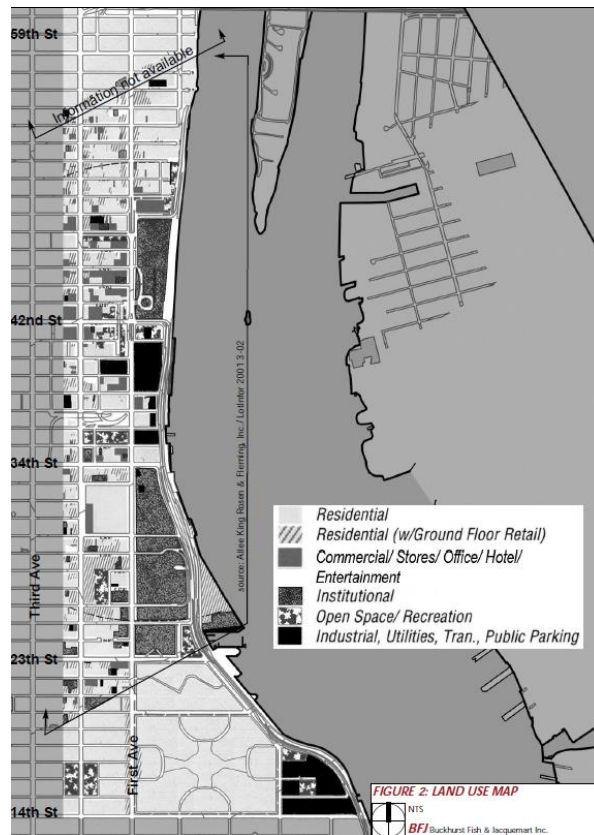 59th St
Information not available
42nd St
34th St
Third Ave
23th St
First Ave
14th St
source: Allee King Rosen & Fleming, Inc./ LotInfor 2001 3-02
Residential
Residential (w/Ground Floor Retail)
Commercial/ Stores/ Office/ Hotel/
Entertainment
Institutional
Open Space/ Recreation
Industrial, Utilities, Tran., Public Parking
FIGURE 2: LAND USE MAP
NTS
BFJ Buckhurst Fish & Jacquemart Inc.